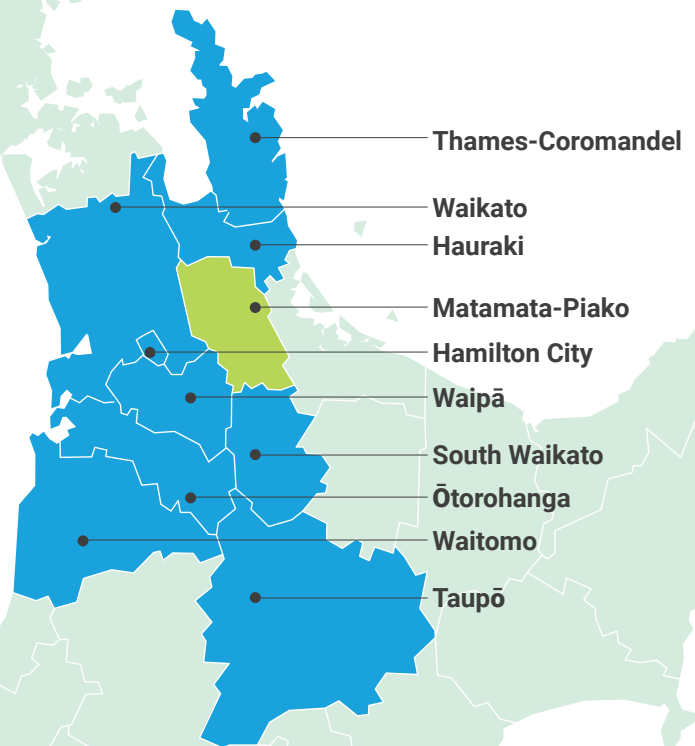 Thames-Coromandel
Waikato
Hauraki
Matamata-Piako
Hamilton City
Waipā
South Waikato
Ōtorohanga
Waitomo
Taupō